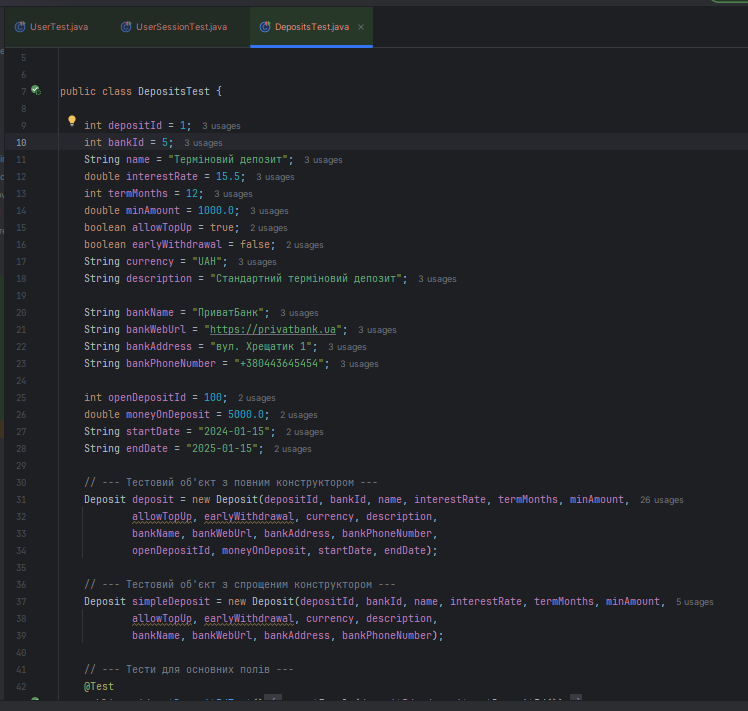 UserTest.java UserSessionTest.java DepositsTest.java ×
5
6
7 public class DepositsTest {
8
9 int depositId = 1; 3 usages
10 int bankId = 5; 3 usages
11 String name = "Терміновий депозит"; 3 usages
12 double interestRate = 15.5; 3 usages
13 int termMonths = 12; 3 usages
14 double minAmount = 1000.0; 3 usages
15 boolean allowTopUp = true; 2 usages
16 boolean earlyWithdrawal = false; 2 usages
17 String currency = "UAH"; 3 usages
18 String description = "Стандартний терміновий депозит"; 3 usages
19
20 String bankName = "ПриватБанк"; 3 usages
21 String bankWebUrl = "https://privatbank.ua"; 3 usages
22 String bankAddress = "вул. Хрещатик 1"; 3 usages
23 String bankPhoneNumber = "+380443645454"; 3 usages
24
25 int openDepositId = 100; 2 usages
26 double moneyOnDeposit = 5000.0; 2 usages
27 String startDate = "2024-01-15"; 2 usages
28 String endDate = "2025-01-15"; 2 usages
29
30 // --- Тестовий об'єкт з повним конструктором ---
31 Deposit deposit = new Deposit(depositId, bankId, name, interestRate, termMonths, minAmount, 26 usages
32 allowTopUp, earlyWithdrawal, currency, description,
33 bankName, bankWebUrl, bankAddress, bankPhoneNumber,
34 openDepositId, moneyOnDeposit, startDate, endDate);
35
36 // --- Тестовий об'єкт з спрощеним конструктором ---
37 Deposit simpleDeposit = new Deposit(depositId, bankId, name, interestRate, termMonths, minAmount, 5 usages
38 allowTopUp, earlyWithdrawal, currency, description,
39 bankName, bankWebUrl, bankAddress, bankPhoneNumber);
40
41 // --- Тести для основних полів ---
42 @Test